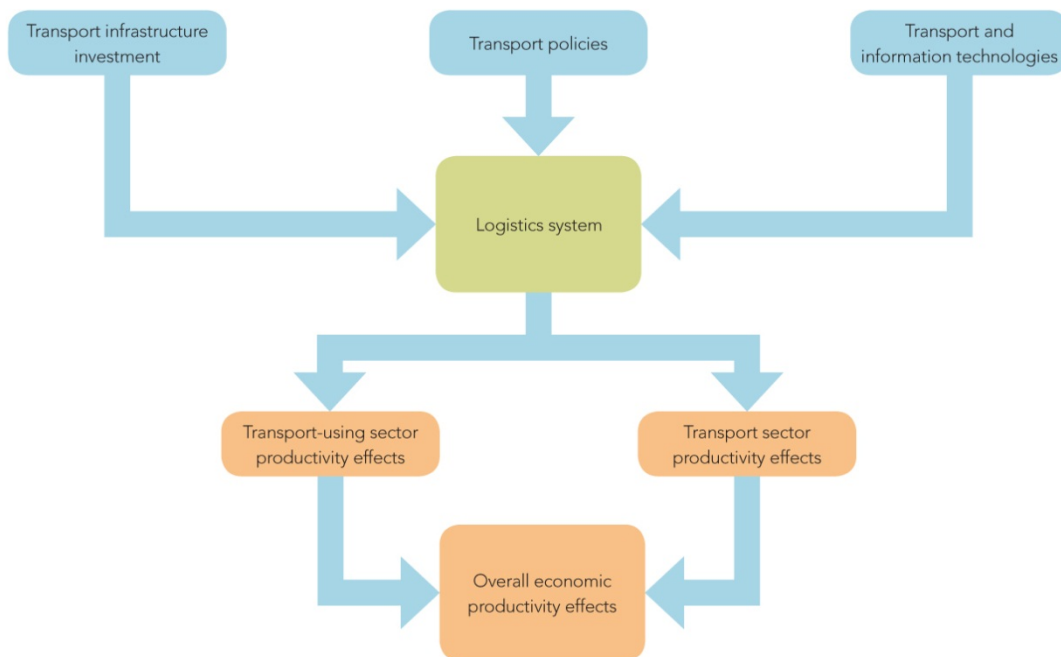 Transport infrastructure
investment
Transport policies
Transport and
information technologies
Logistics system
Transport-using sector
productivity effects
Transport sector
productivity effects
Overall economic
productivity effects